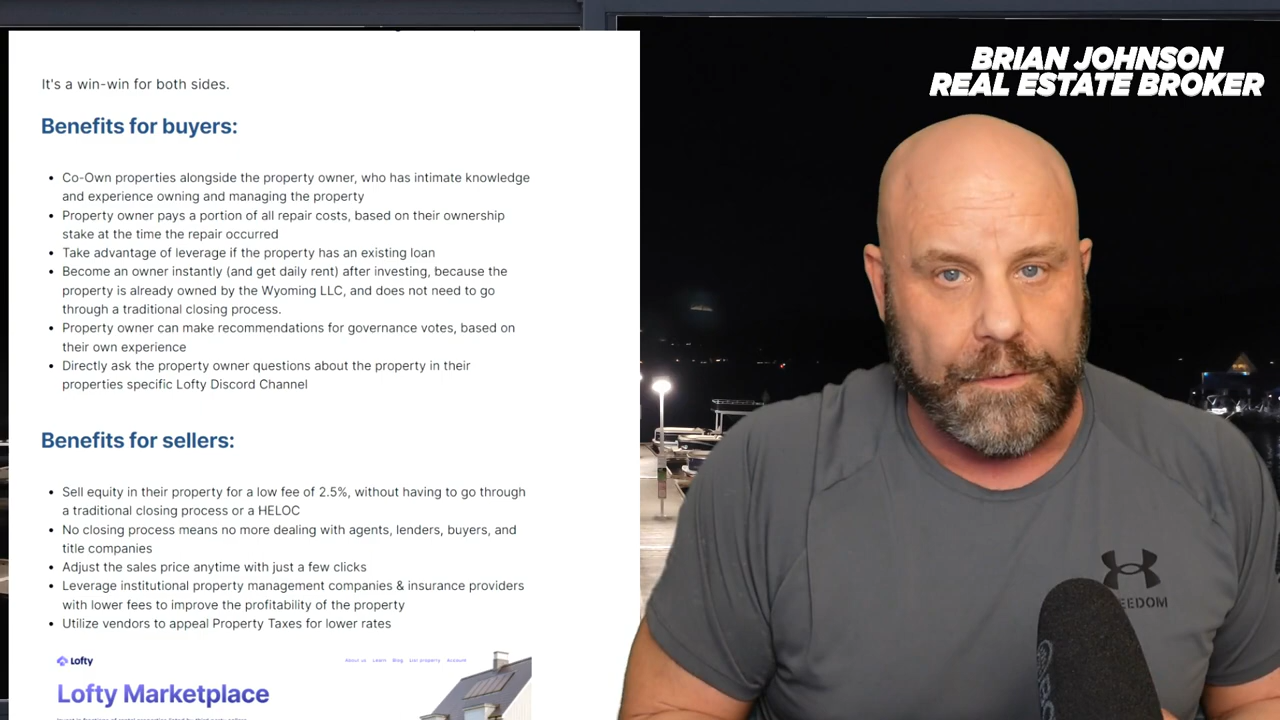 It's a win-win for both sides.
Benefits for buyers:
• Co-Own properties alongside the property owner, who has intimate knowledge
and experience owning and managing the property
• Property owner pays a portion of all repair costs, based on their ownership
stake at the time the repair occurred
• Take advantage of leverage if the property has an existing loan
• Become an owner instantly (and get daily rent) after investing, because the
property is already owned by the Wyoming LLC, and does not need to go
through a traditional closing process.
• Property owner can make recommendations for governance votes, based on
their own experience
• Directly ask the property owner questions about the property in their
properties specific Lofty Discord Channel
Benefits for sellers:
• Sell equity in their property for a low fee of 2.5%, without having to go through
a traditional closing process or a HELOC
• No closing process means no more dealing with agents, lenders, buyers, and
title companies
• Adjust the sales price anytime with just a few clicks
• Leverage institutional property management companies & insurance providers
with lower fees to improve the profitability of the property
• Utilize vendors to appeal Property Taxes for lower rates
Lofty
About us Learn Blog List property Account
Lofty Marketplace
BRIAN JOHNSON
REAL ESTATE BROKER
EEDOM